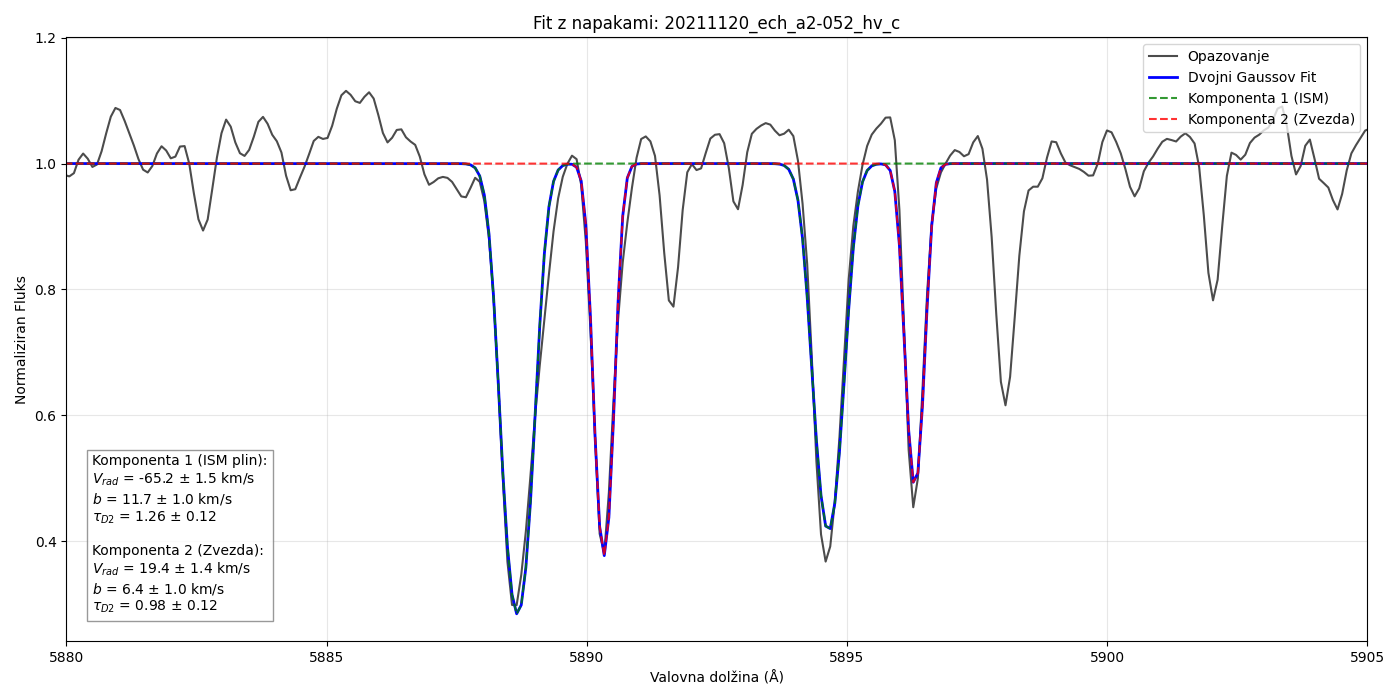 Fit z napakami: 20211120_ech_a2-052_hv_c
Normaliziran Fluks
1.2
1.0
0.8
0.6
0.4
Opazovanje
Dvojni Gaussov Fit
Komponenta 1 (ISM)
Komponenta 2 (Zvezda)
Komponenta 1 (ISM plin):
V_rad = -65.2 ± 1.5 km/s
b = 11.7 ± 1.0 km/s
τ_D2 = 1.26 ± 0.12
Komponenta 2 (Zvezda):
V_rad = 19.4 ± 1.4 km/s
b = 6.4 ± 1.0 km/s
τ_D2 = 0.98 ± 0.12
5880 5885 5890 5895 5900 5905
Valovna dolžina (Å)